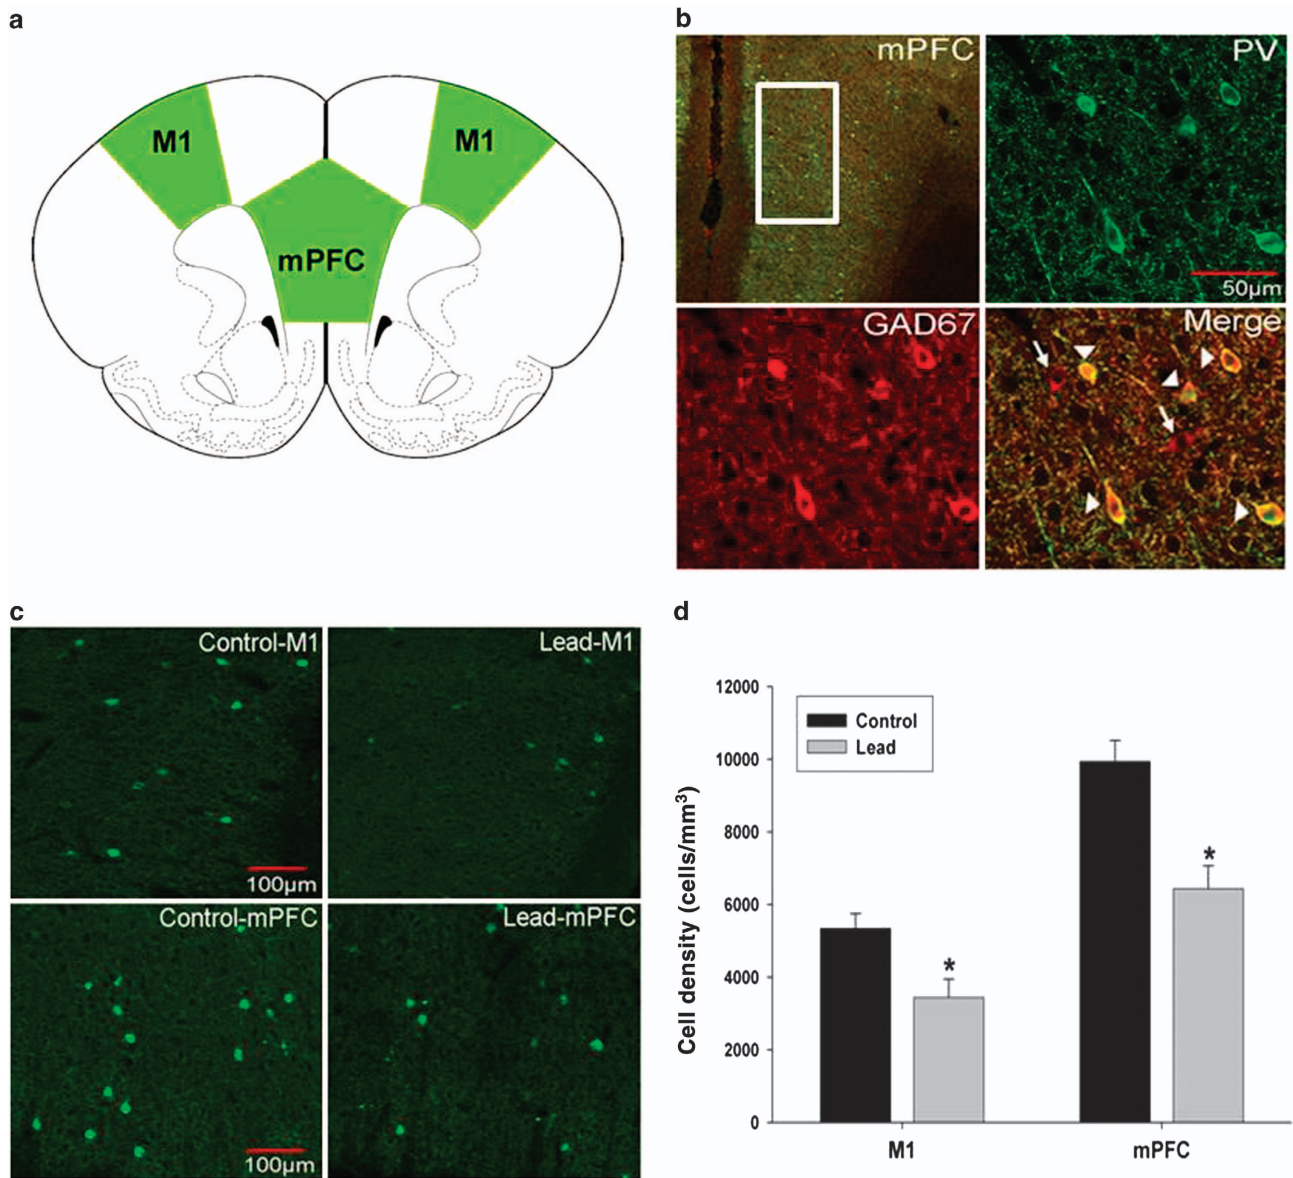 a
M1
M1
mPFC
b
mPFC
PV
50µm
GAD67
Merge
c
Control-M1
Lead-M1
100µm
Control-mPFC
Lead-mPFC
100µm
d
12000
10000
8000
6000
4000
2000
0
Cell density (cells/mm³)
Control
Lead
*
*
M1
mPFC